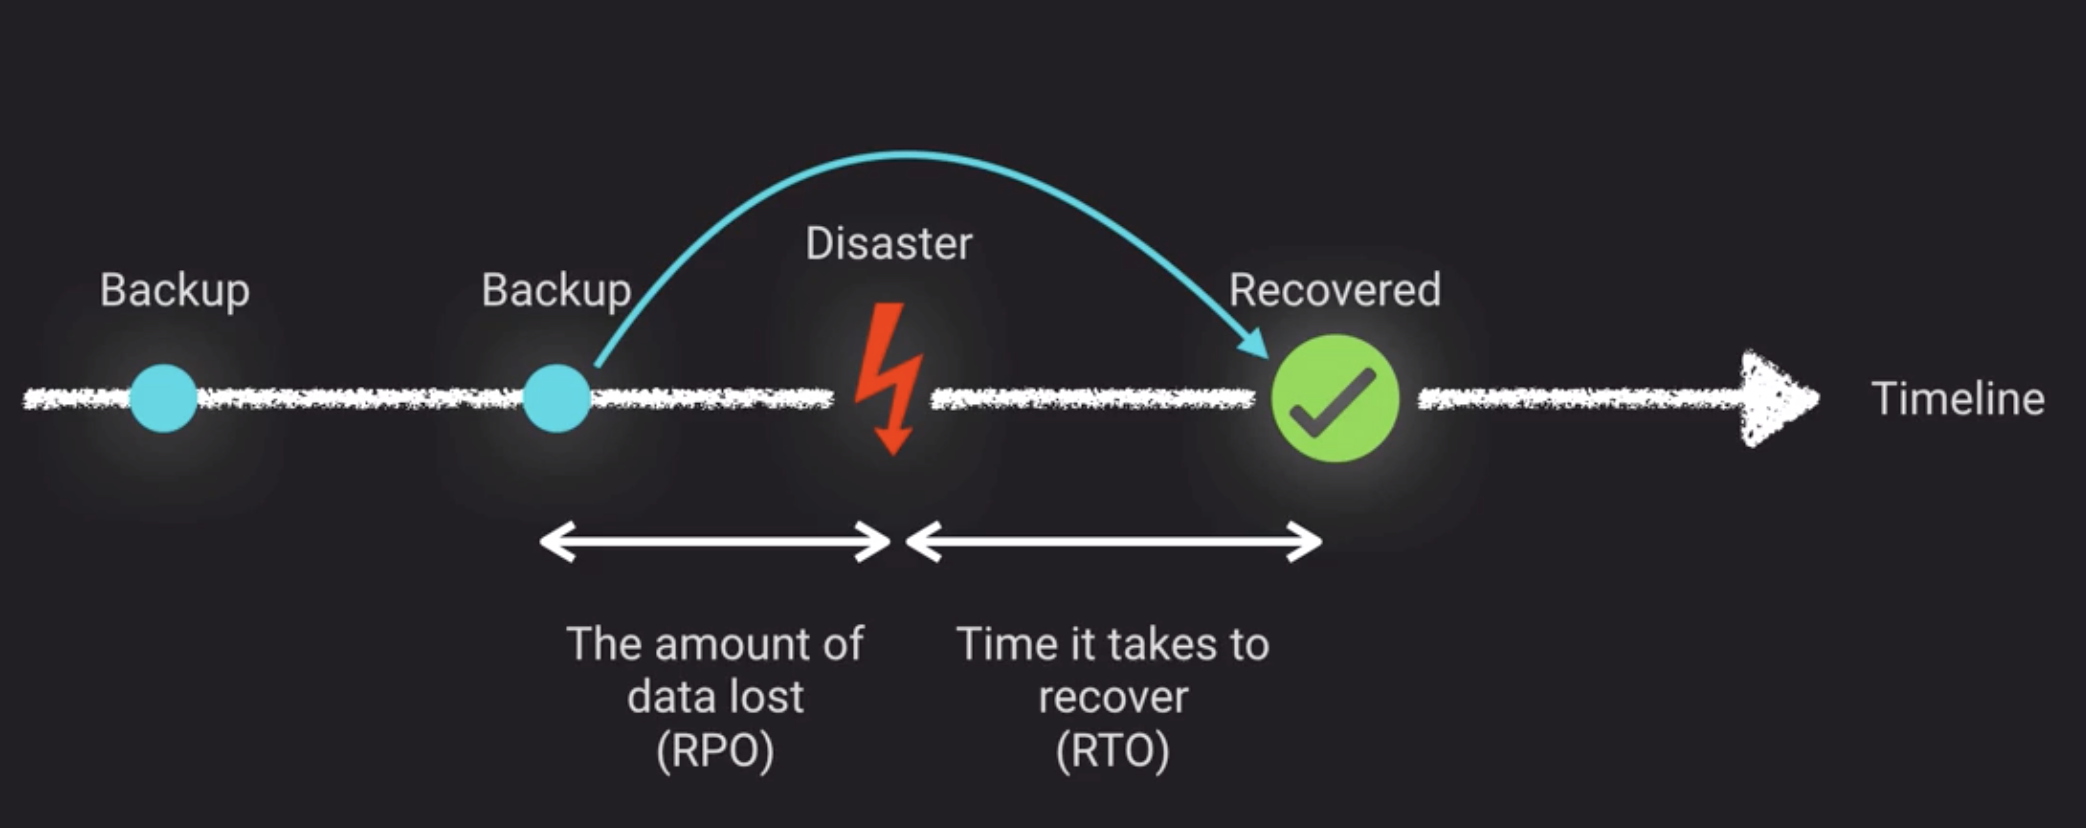 Disaster
Backup
Backup
Recovered
Timeline
The amount of
data lost
(RPO)
Time it takes to
recover
(RTO)